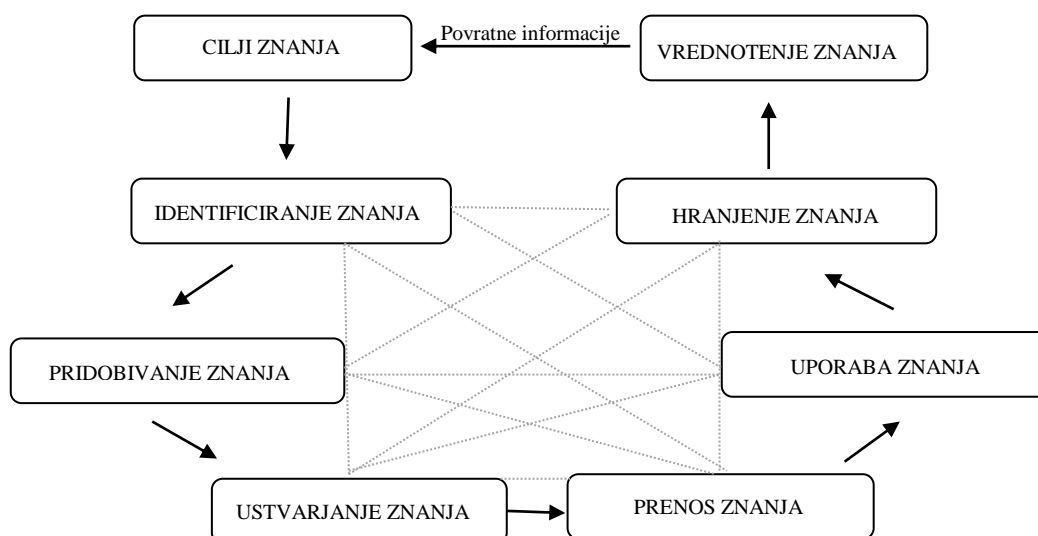 CILJI ZNANJA
Povratne informacije
VREDNOTENJE ZNANJA
IDENTIFICIRANJE ZNANJA
HRANJENJE ZNANJA
PRIDOBIVANJE ZNANJA
UPORABA ZNANJA
USTVARJANJE ZNANJA
PRENOS ZNANJA